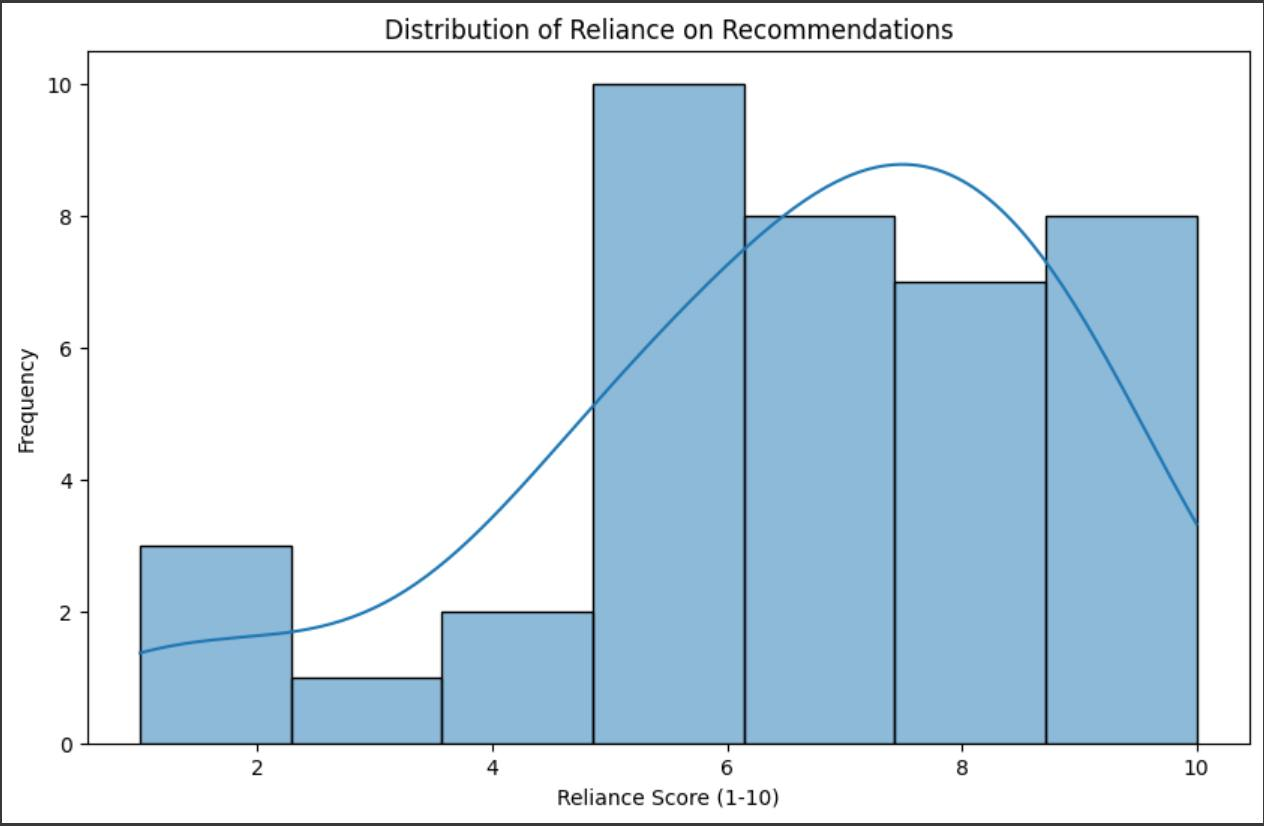 Distribution of Reliance on Recommendations
10
8
6
4
2
0
Frequency
2 4 6 8 10
Reliance Score (1-10)